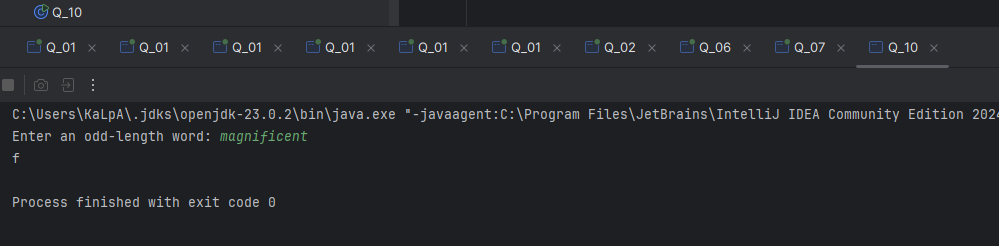 Q_10
Q_01 Q_01 Q_01 Q_01 Q_01 Q_01 Q_02 Q_06 Q_07 Q_10
C:\Users\KaLpA\.jdks\openjdk-23.0.2\bin\java.exe "-javaagent:C:\Program Files\JetBrains\IntelliJ IDEA Community Edition 2024
Enter an odd-length word: magnificent
f
Process finished with exit code 0